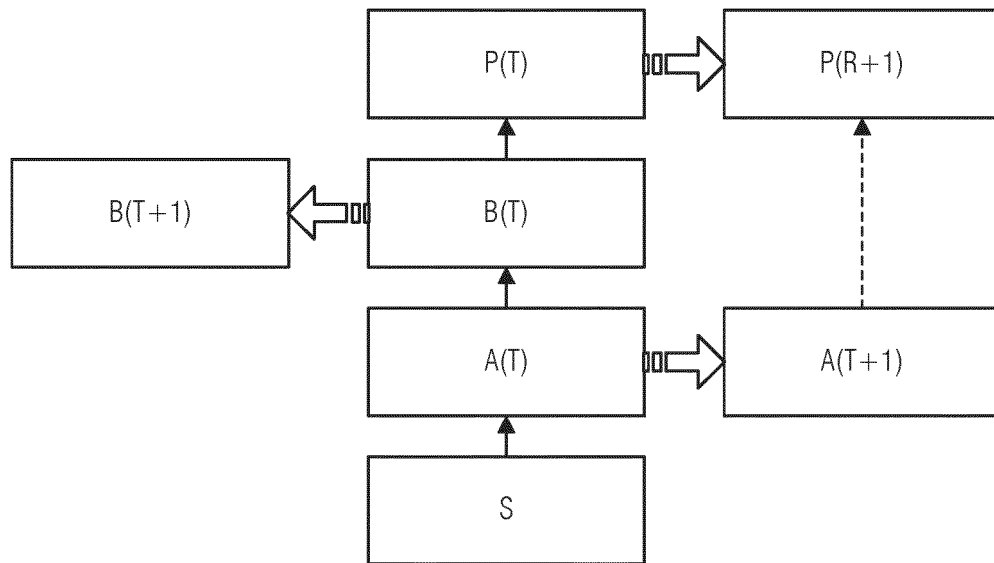 P(T)
P(R+1)
B(T+1)
B(T)
A(T)
A(T+1)
S